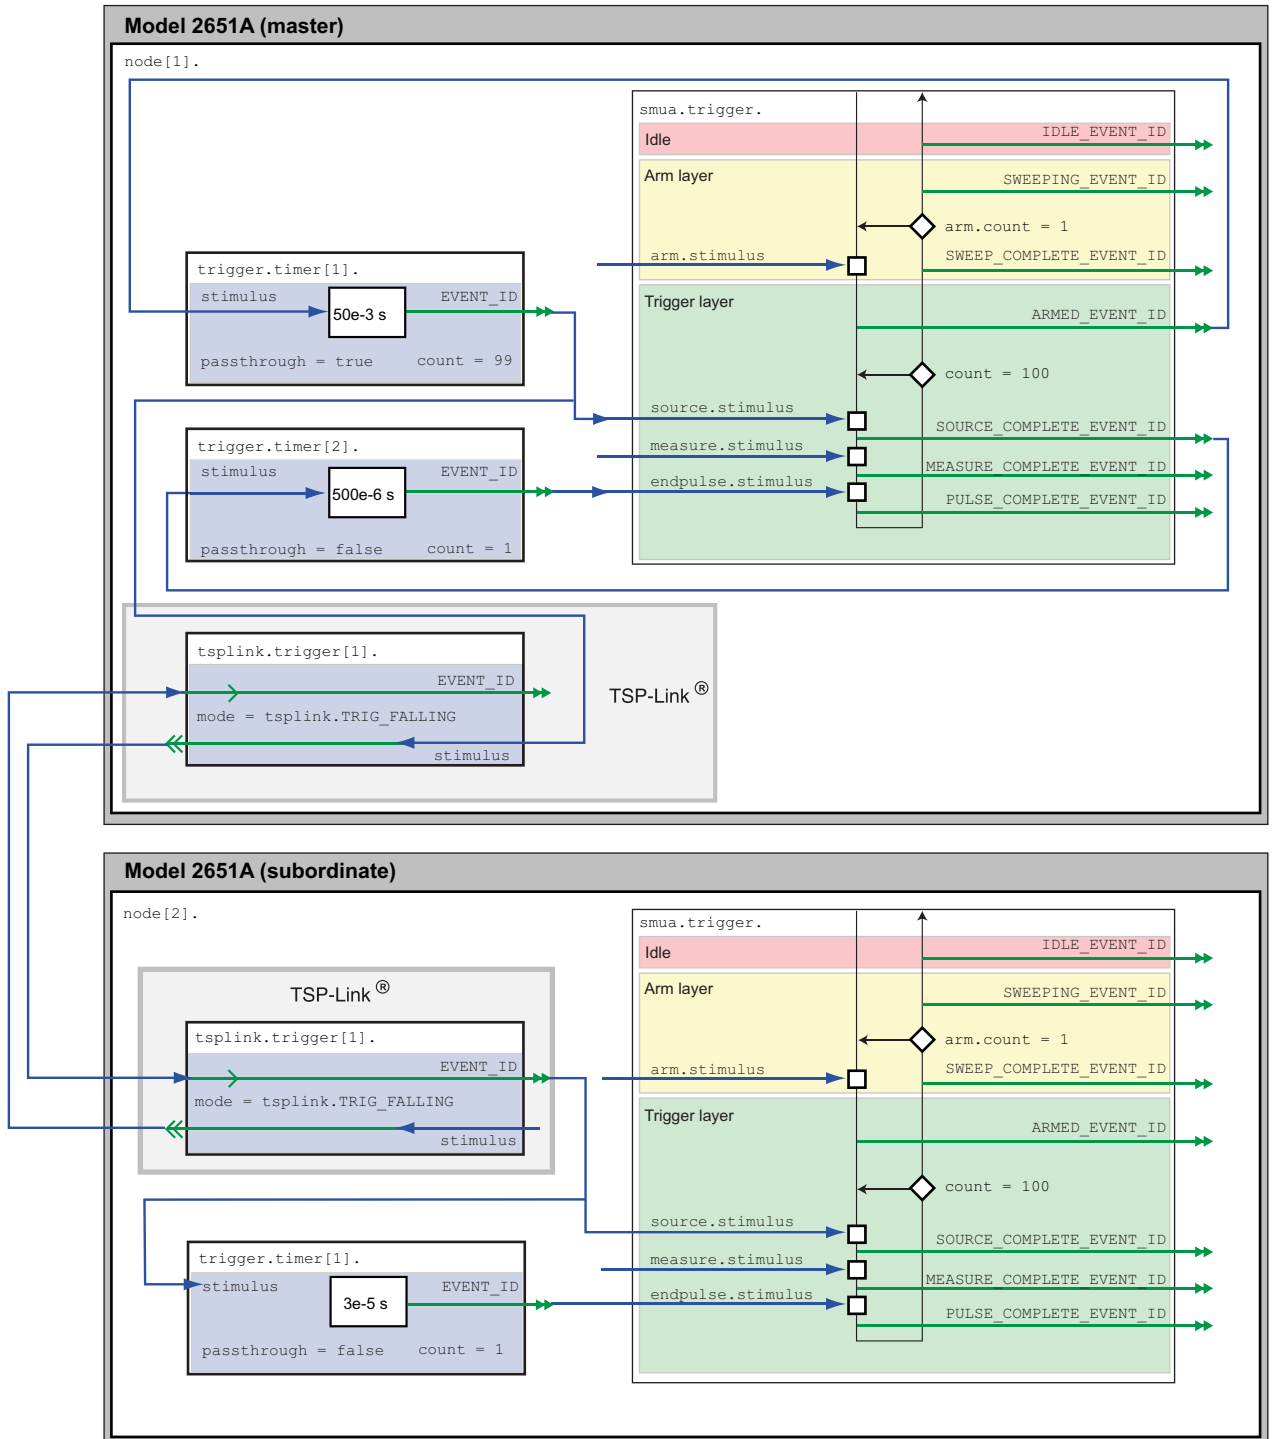 Model 2651A (master)
node[1].
smua.trigger.
Idle
IDLE_EVENT_ID
Arm layer
SWEEPING_EVENT_ID
arm.count = 1
arm.stimulus
SWEEP_COMPLETE_EVENT_ID
Trigger layer
ARMED_EVENT_ID
count = 100
source.stimulus
SOURCE_COMPLETE_EVENT_ID
measure.stimulus
MEASURE_COMPLETE_EVENT_ID
endpulse.stimulus
PULSE_COMPLETE_EVENT_ID
trigger.timer[1].
stimulus
EVENT_ID
50e-3 s
passthrough = true
count = 99
trigger.timer[2].
stimulus
EVENT_ID
500e-6 s
passthrough = false
count = 1
tsplink.trigger[1].
EVENT_ID
mode = tsplink.TRIG_FALLING
stimulus
TSP-Link ®
Model 2651A (subordinate)
node[2].
TSP-Link ®
tsplink.trigger[1].
EVENT_ID
mode = tsplink.TRIG_FALLING
stimulus
trigger.timer[1].
stimulus
EVENT_ID
3e-5 s
passthrough = false
count = 1
smua.trigger.
Idle
IDLE_EVENT_ID
Arm layer
SWEEPING_EVENT_ID
arm.count = 1
arm.stimulus
SWEEP_COMPLETE_EVENT_ID
Trigger layer
ARMED_EVENT_ID
count = 100
source.stimulus
SOURCE_COMPLETE_EVENT_ID
measure.stimulus
MEASURE_COMPLETE_EVENT_ID
endpulse.stimulus
PULSE_COMPLETE_EVENT_ID